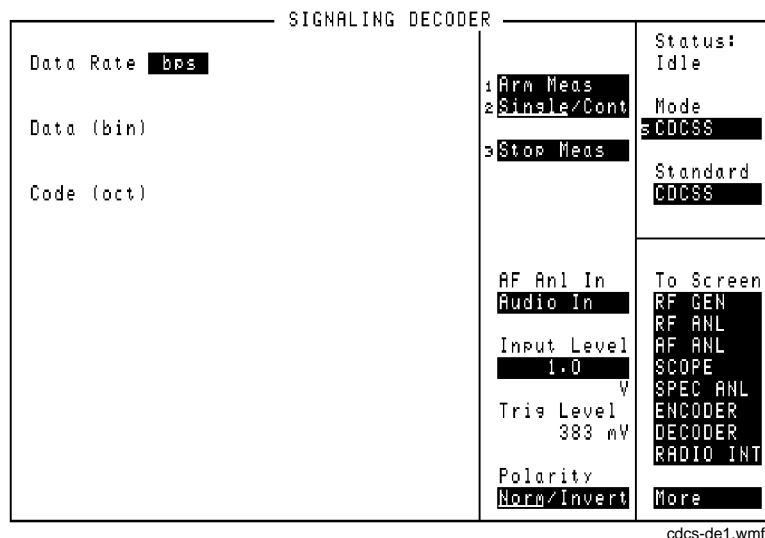 SIGNALING DECODER
Data Rate bps
Data (bin)
Code (oct)
1 Arm Meas
2 Single/Cont
3 Stop Meas
AF Anl In
Audio In
Input Level
1.0
V
Trig Level
383 mV
Polarity
Norm/Invert
Status:
Idle
Mode
5 CDCSS
Standard
CDCSS
To Screen
RF GEN
RF ANL
AF ANL
SCOPE
SPEC ANL
ENCODER
DECODER
RADIO INT
More
cdcs-de1.wmf